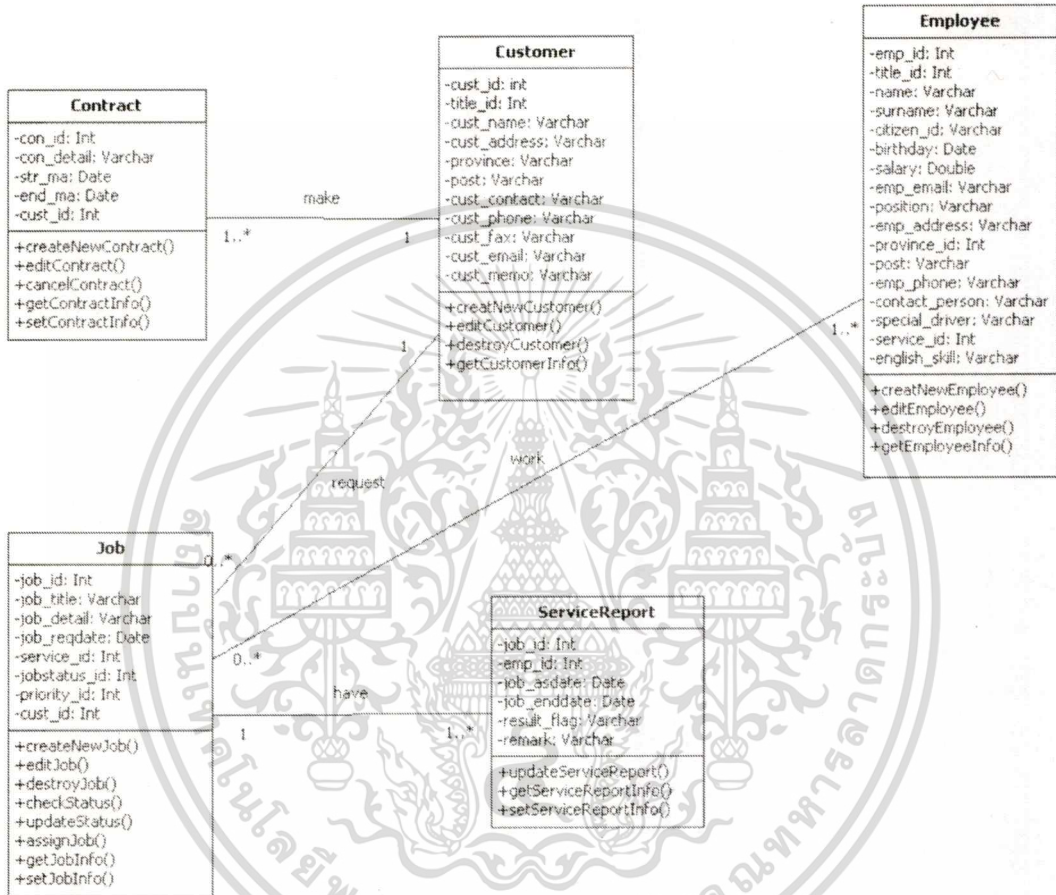 Contract
-con_id: Int
-con_detail: Varchar
-str_ma: Date
-end_ma: Date
-cust_id: Int
+createNewContract()
+editContract()
+cancelContract()
+getContractInfo()
+setContractInfo()
make
1..*
1
Customer
-cust_id: int
-title_id: Int
-cust_name: Varchar
-cust_address: Varchar
-province: Varchar
-post: Varchar
-cust_contact: Varchar
-cust_phone: Varchar
-cust_fax: Varchar
-cust_email: Varchar
-cust_memo: Varchar
+creatNewCustomer()
+editCustomer()
+destroyCustomer()
+getCustomerInfo()
Employee
-emp_id: Int
-title_id: Int
-name: Varchar
-surname: Varchar
-citizen_id: Varchar
-birthday: Date
-salary: Double
-emp_email: Varchar
-position: Varchar
-emp_address: Varchar
-province_id: Int
-post: Varchar
-emp_phone: Varchar
-contact_person: Varchar
-special_driver: Varchar
-service_id: Int
-english_skill: Varchar
+creatNewEmployee()
+editEmployee()
+destroyEmployee()
+getEmployeeInfo()
1
1..*
work
request
0..*
0..*
Job
-job_id: Int
-job_title: Varchar
-job_detail: Varchar
-job_reqdate: Date
-service_id: Int
-jobstatus_id: Int
-priority_id: Int
-cust_id: Int
+createNewJob()
+editJob()
+destroyJob()
+checkStatus()
+updateStatus()
+assignJob()
+getJobInfo()
+setJobInfo()
have
1
1..*
ServiceReport
-job_id: Int
-emp_id: Int
-job_asdate: Date
-job_enddate: Date
-result_flag: Varchar
-remark: Varchar
+updateServiceReport()
+getServiceReportInfo()
+setServiceReportInfo()